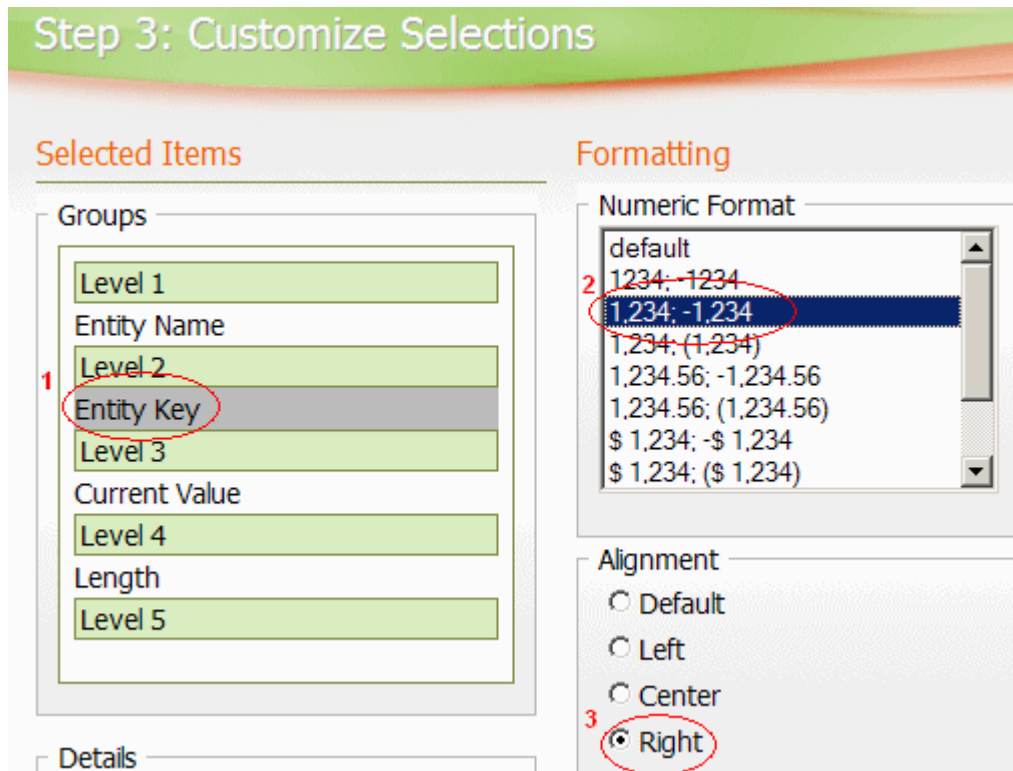 Step 3: Customize Selections
Selected Items
Groups
Level 1
Entity Name
Level 2
1
Entity Key
Level 3
Current Value
Level 4
Length
Level 5
Details
Formatting
Numeric Format
default
2
1234; -1234
1,234; -1,234
1,234; (1,234)
1,234.56; -1,234.56
1,234.56; (1,234.56)
$ 1,234; -$ 1,234
$ 1,234; ($ 1,234)
Alignment
Default
Left
Center
3
Right